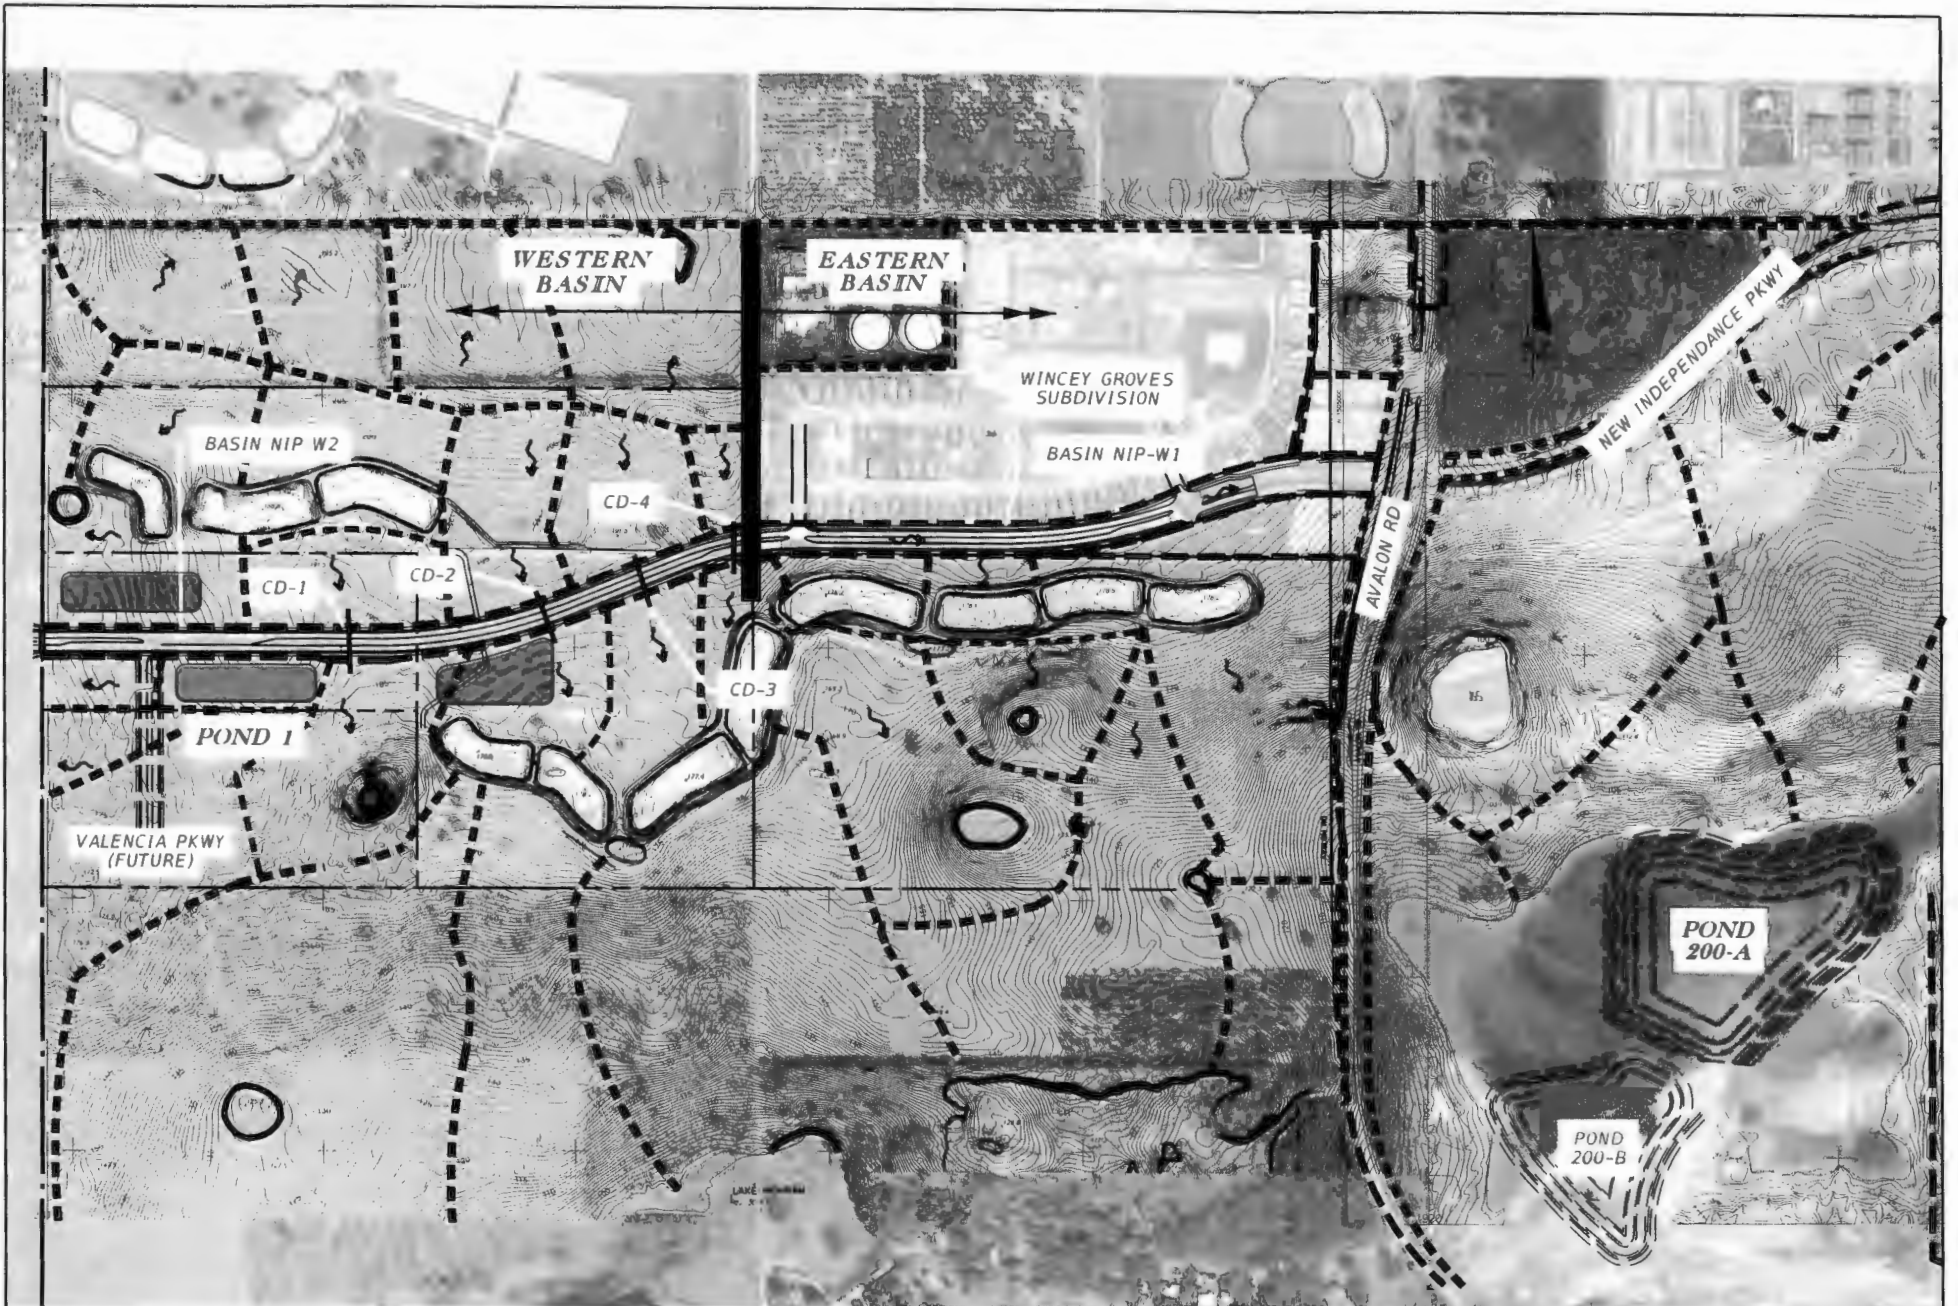 WESTERN
BASIN
EASTERN
BASIN
NEW INDEPENDANCE PKWY
WINCEY GROVES
SUBDIVISION
BASIN NIP W2
BASIN NIP-W1
CD-4
AVALON RD
CD-1
CD-2
CD-3
POND 1
VALENCIA PKWY
(FUTURE)
POND
200-A
POND
200-B
LAKE